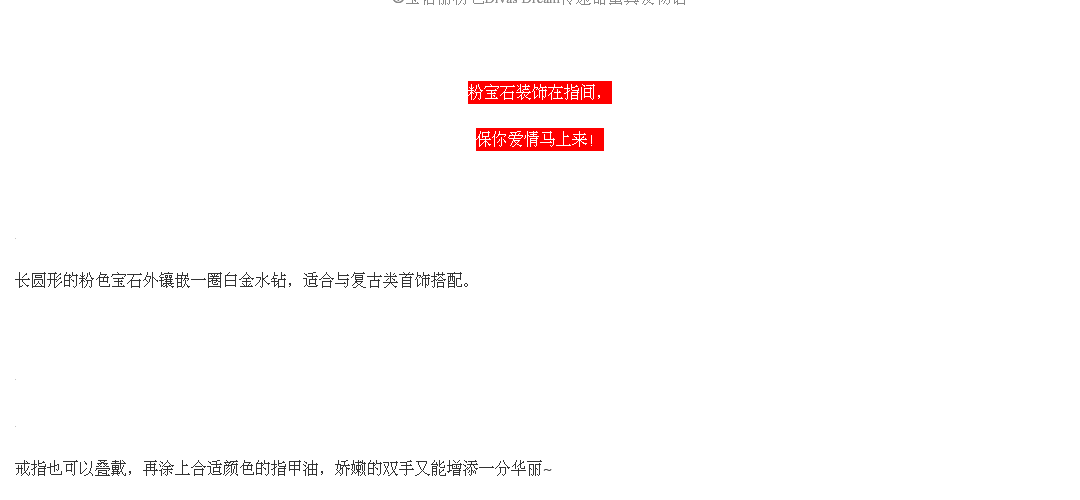 粉宝石装饰在指间，
保你爱情马上来！
长圆形的粉色宝石外镶嵌一圈白金水钻，适合与复古类首饰搭配。
戒指也可以叠戴，再涂上合适颜色的指甲油，娇嫩的双手又能增添一分华丽~